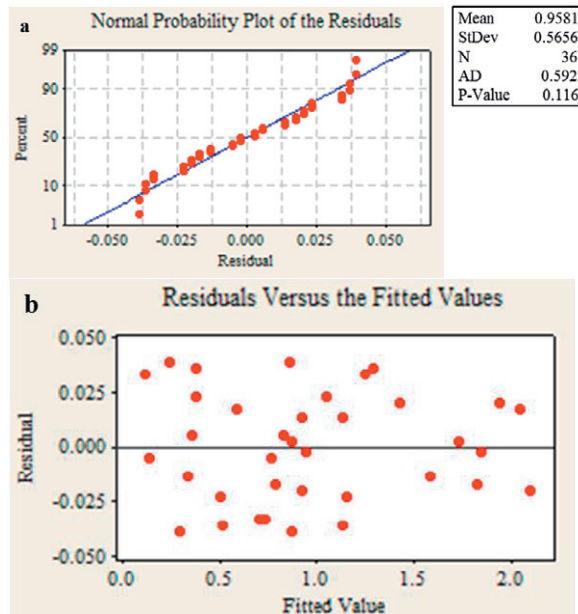 a
Normal Probability Plot of the Residuals
Mean 0.9581
StDev 0.5656
N 36
AD 0.592
P-Value 0.116
99
90
50
10
1
Percent
-0.050 -0.025 0.000 0.025 0.050
Residual
b
Residuals Versus the Fitted Values
0.050
0.025
0.000
-0.025
-0.050
Residual
0.0 0.5 1.0 1.5 2.0
Fitted Value